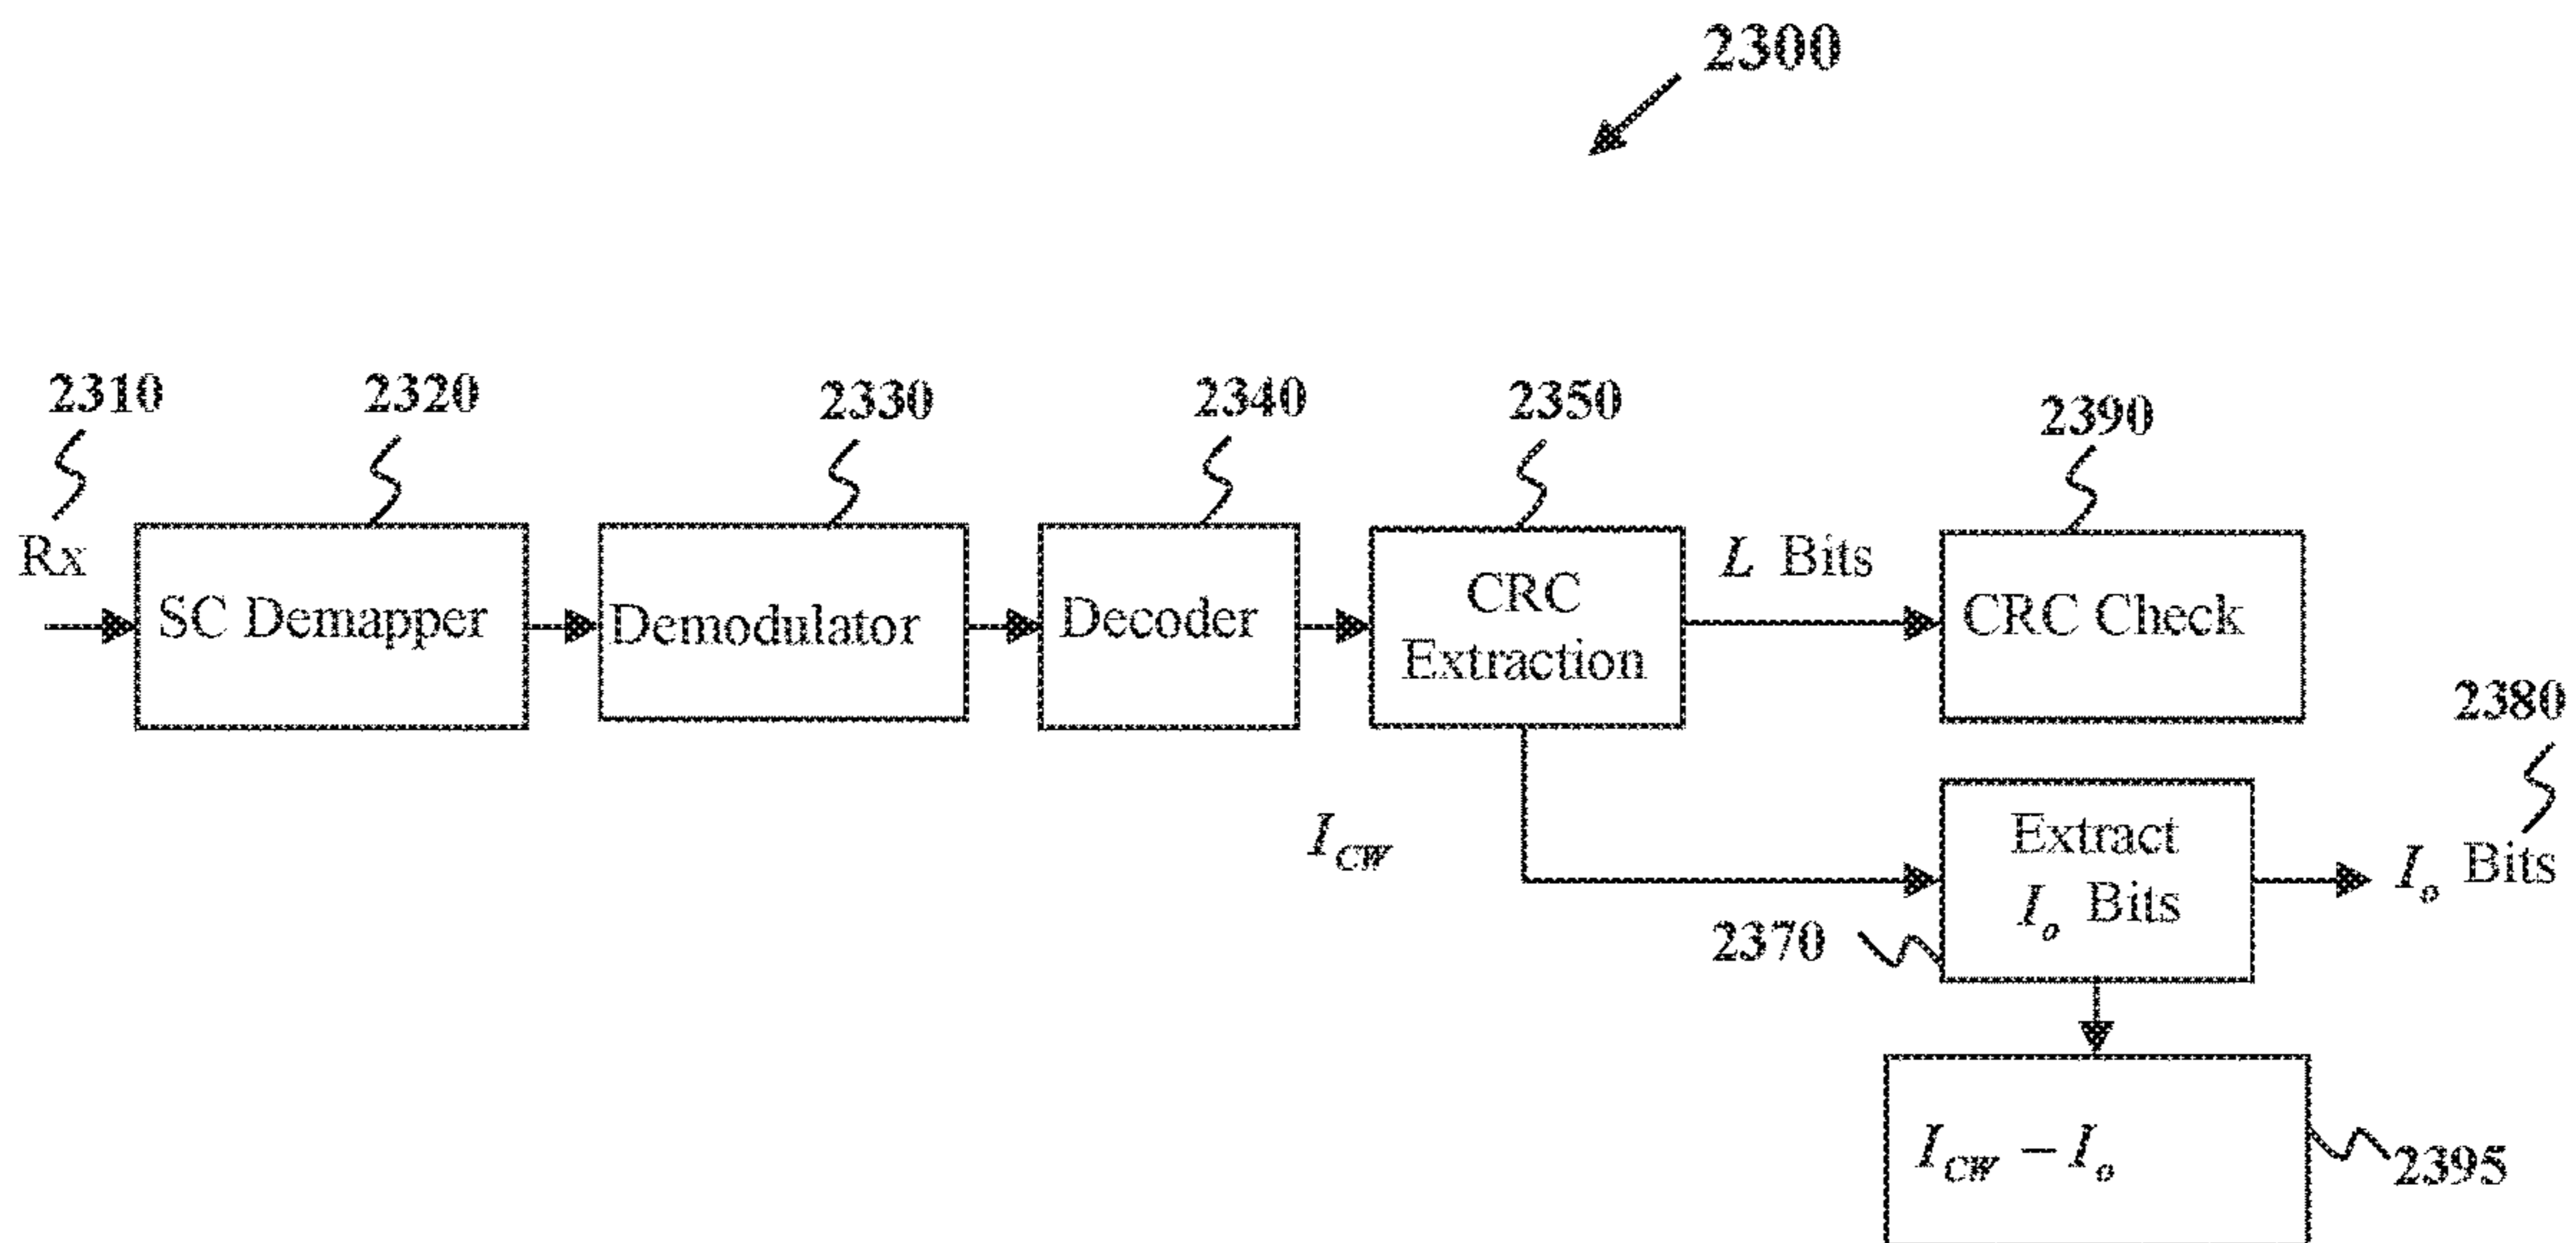 2300
2310
2320
2330
2340
2350
2390
Rx
SC Demapper
Demodulator
Decoder
CRC
Extraction
L Bits
CRC Check
2380
I_CW
Extract
I_o Bits
I_o Bits
2370
I_CW - I_o
2395